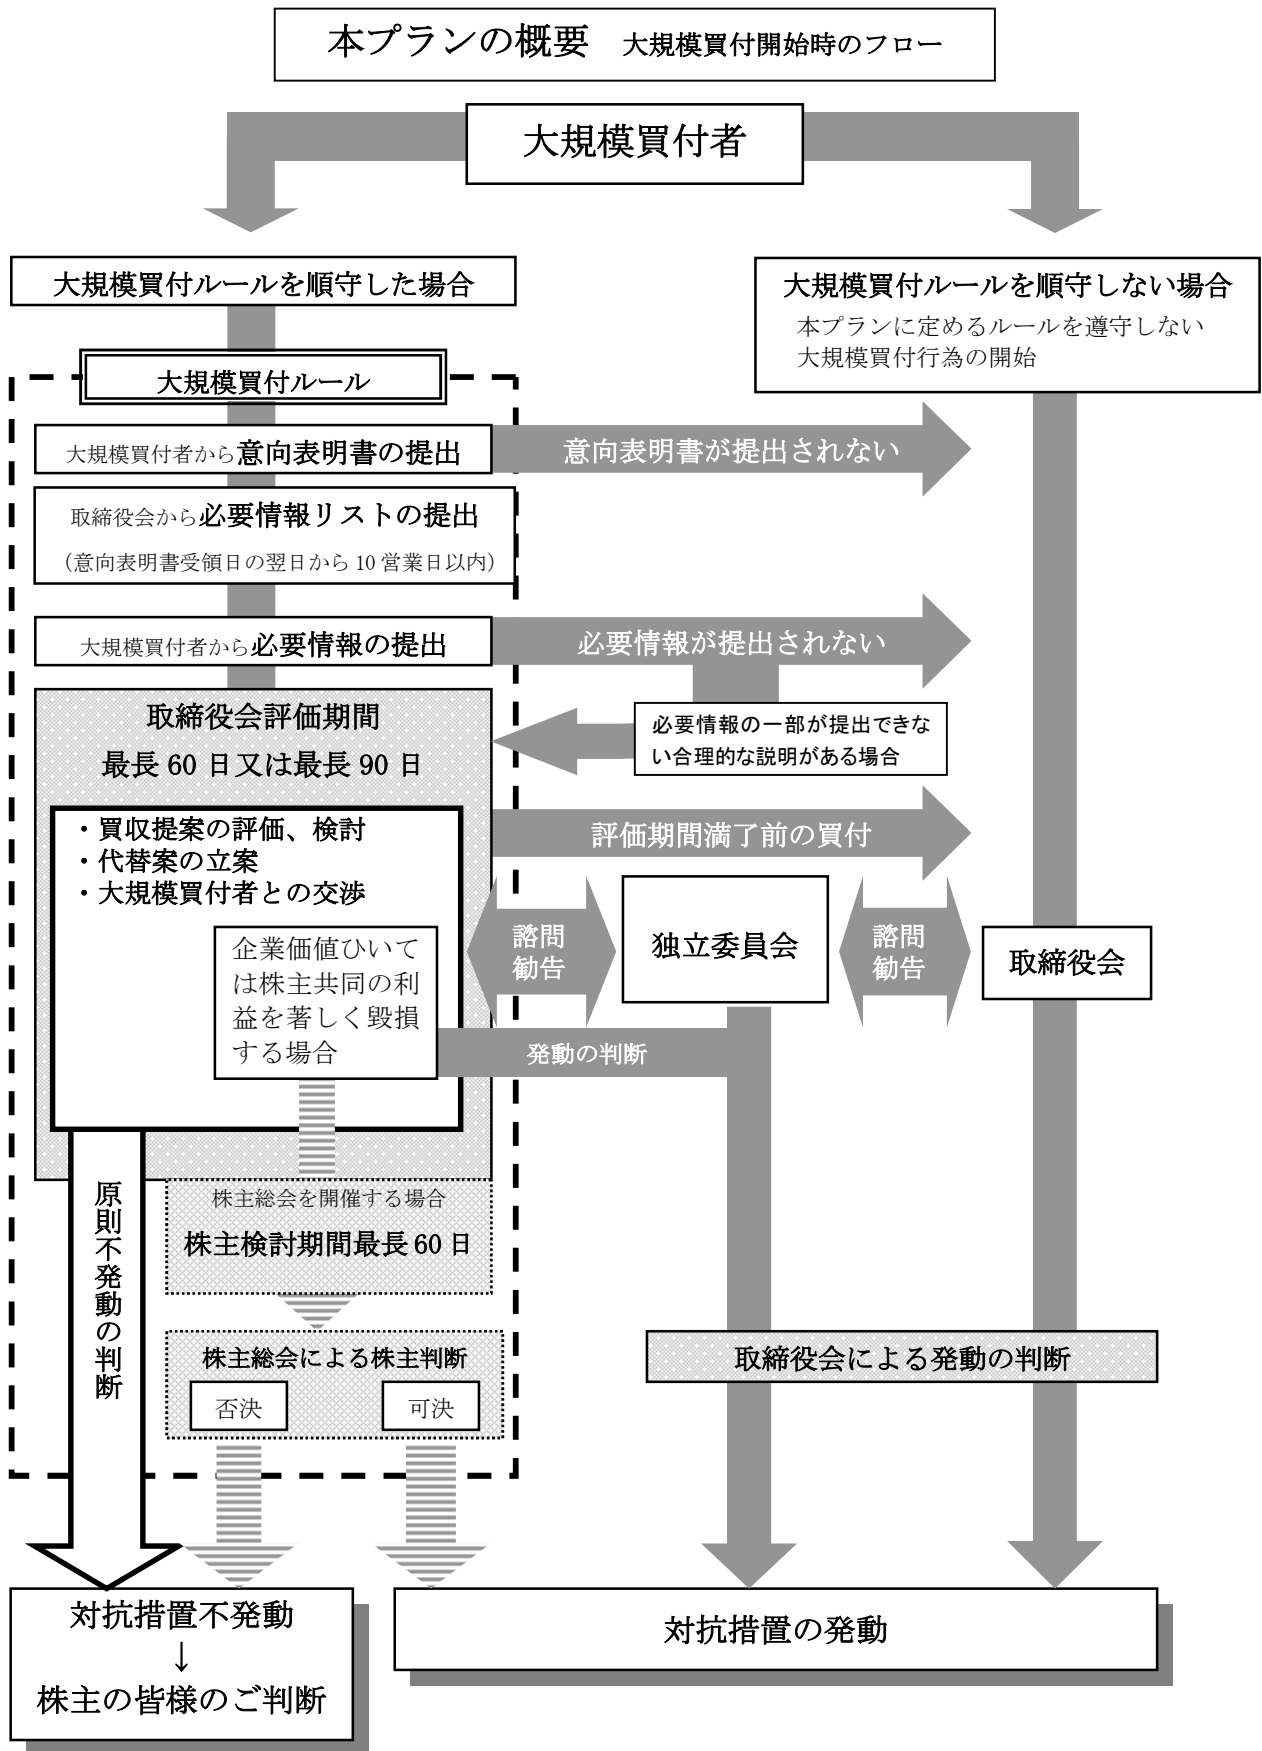 本プランの概要 大規模買付開始時のフロー
大規模買付者
大規模買付ルールを順守した場合
大規模買付ルールを順守しない場合
本プランに定めるルールを遵守しない
大規模買付行為の開始
大規模買付ルール
大規模買付者から意向表明書の提出
意向表明書が提出されない
取締役会から必要情報リストの提出
（意向表明書受領日の翌日から 10 営業日以内）
大規模買付者から必要情報の提出
必要情報が提出されない
取締役会評価期間
最長 60 日又は最長 90 日
必要情報の一部が提出できな
い合理的な説明がある場合
・買収提案の評価、検討
・代替案の立案
・大規模買付者との交渉
評価期間満了前の買付
企業価値ひいて
は株主共同の利
益を著しく毀損
する場合
諮問
勧告
独立委員会
諮問
勧告
取締役会
発動の判断
原則不発動の判断
株主総会を開催する場合
株主検討期間最長 60 日
株主総会による株主判断
否決
可決
取締役会による発動の判断
対抗措置不発動
↓
株主の皆様のご判断
対抗措置の発動